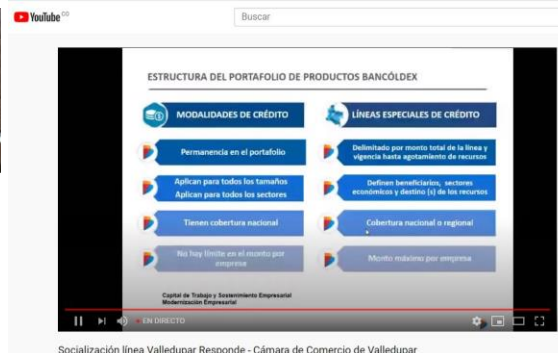 YouTube CO
Buscar
ESTRUCTURA DEL PORTAFOLIO DE PRODUCTOS BANCÓLDEX
MODALIDADES DE CRÉDITO
Permanencia en el portafolio
Aplican para todos los tamaños
Aplican para todos los sectores
Tienen cobertura nacional
No hay límite en el monto por
empresa
LÍNEAS ESPECIALES DE CRÉDITO
Delimitado por monto total de la línea y
vigencia hasta agotamiento de recursos
Definen beneficiarios, sectores
económicos y destino (s) de los recursos
Cobertura nacional o regional
Monto máximo por empresa
Capital de Trabajo y Sostenimiento Empresarial
Modernización Empresarial
EN DIRECTO
Socialización línea Valledupar Responde - Cámara de Comercio de Valledupar